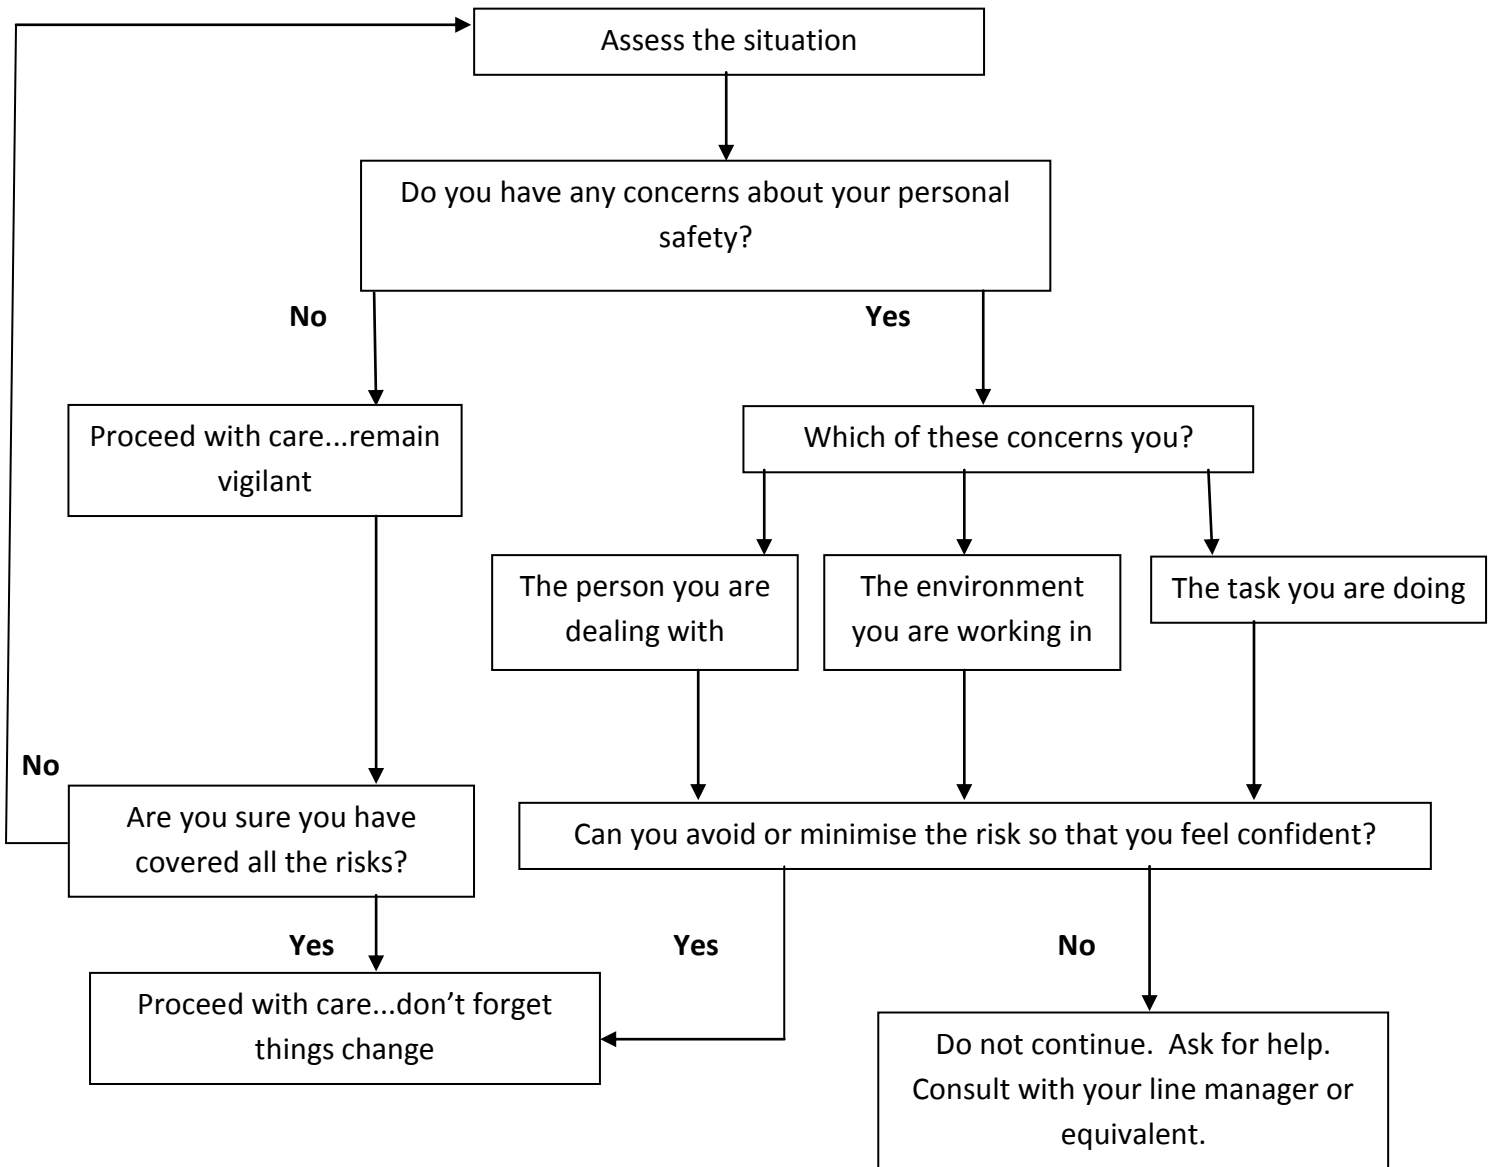 Assess the situation
Do you have any concerns about your personal
safety?
No
Yes
Proceed with care...remain
vigilant
Which of these concerns you?
The person you are
dealing with
The environment
you are working in
The task you are doing
No
Are you sure you have
covered all the risks?
Can you avoid or minimise the risk so that you feel confident?
Yes
Yes
No
Proceed with care...don’t forget
things change
Do not continue.  Ask for help.
Consult with your line manager or
equivalent.